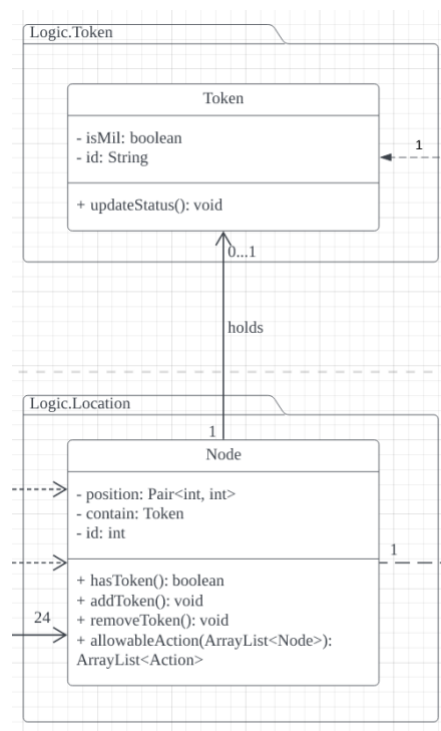 Logic.Token
Token
- isMil: boolean
- id: String
1
+ updateStatus(): void
0...1
holds
Logic.Location
1
Node
- position: Pair<int, int>
- contain: Token
- id: int
1
+ hasToken(): boolean
+ addToken(): void
24
+ removeToken(): void
+ allowableAction(ArrayList<Node>):
ArrayList<Action>